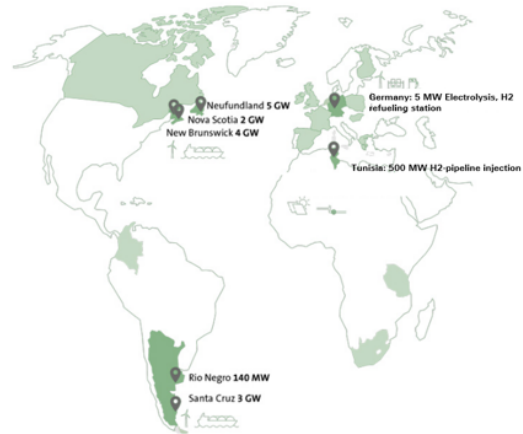 Neufundland 5 GW
Nova Scotia 2 GW
New Brunswick 4 GW
Germany: 5 MW Electrolysis, H2
refueling station
Tunisia: 500 MW H2-pipeline injection
Rio Negro 140 MW
Santa Cruz 3 GW